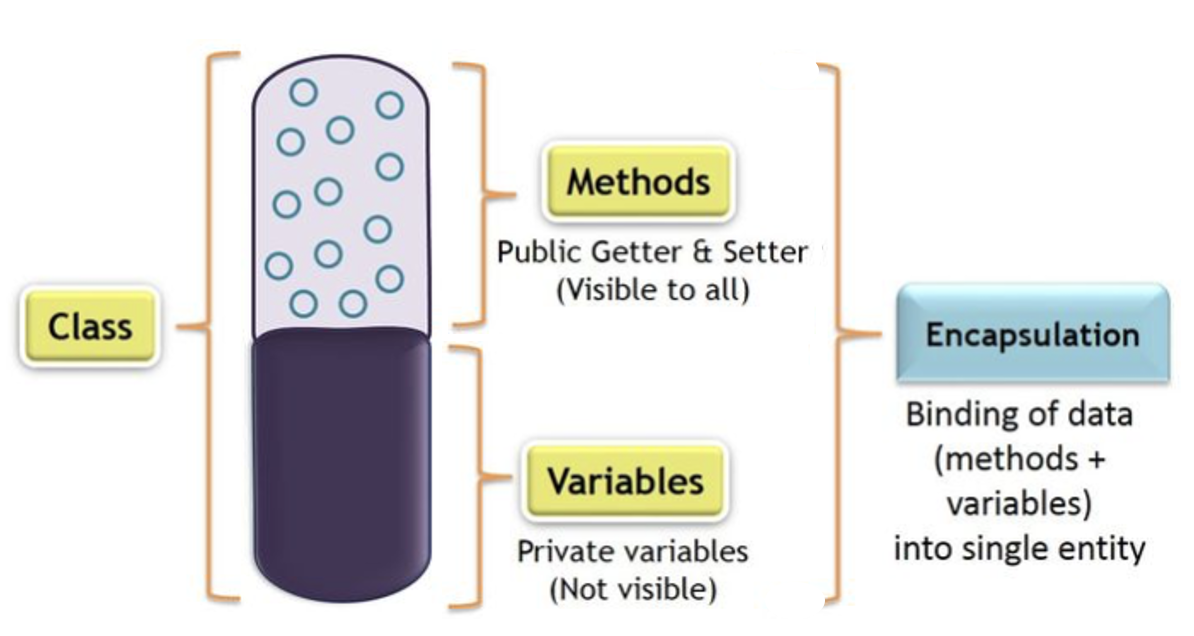 Class
Methods
Public Getter & Setter
(Visible to all)
Variables
Private variables
(Not visible)
Encapsulation
Binding of data
(methods +
variables)
into single entity